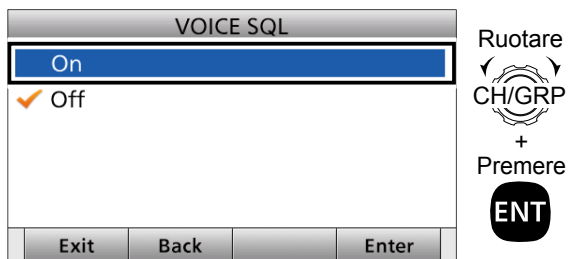 VOICE SQL
On
Off
Exit Back Enter
Ruotare
CH/GRP
+
Premere
ENT